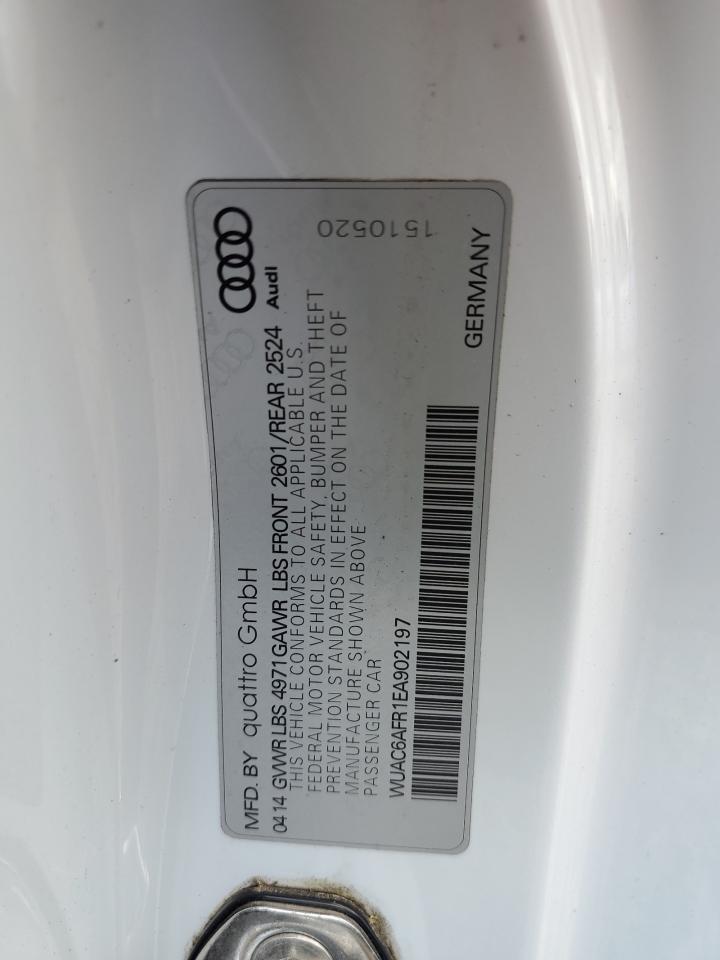 MFD. BY quattro GmbH
04 14 GVWR LBS 4971 GAWR LBS FRONT 2601/REAR 2524
Audi
THIS VEHICLE CONFORMS TO ALL APPLICABLE U.S.
FEDERAL MOTOR VEHICLE SAFETY, BUMPER AND THEFT
PREVENTION STANDARDS IN EFFECT ON THE DATE OF
MANUFACTURE SHOWN ABOVE
PASSENGER CAR
1510520
WUAC6AFR1EA902197
GERMANY